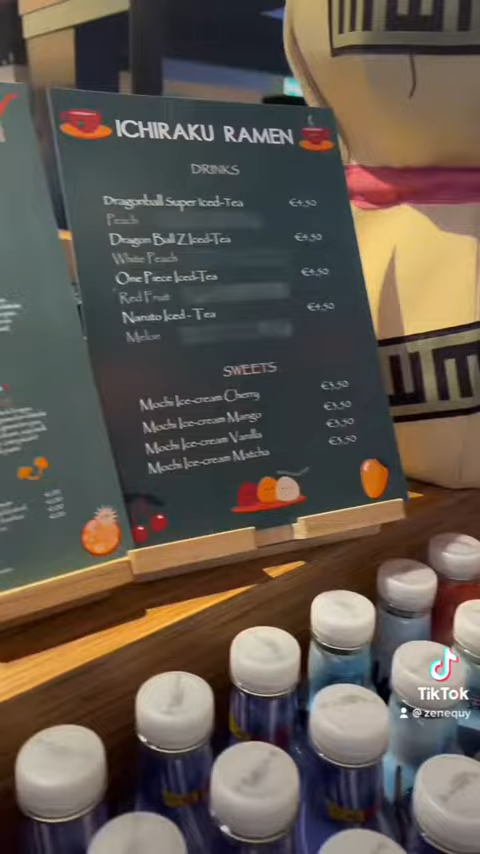 ICHIRAKU RAMEN
DRINKS
Dragonball Super Iced-Tea €4,50
Peach
Dragon Ball Z Iced-Tea €4,50
White Peach
One Piece Iced-Tea €4,50
Red Fruit
Naruto Iced-Tea €4,50
Meloe
SWEETS
Mochi Ice-cream Cherry €3,50
Mochi Ice-cream Mango €3,50
Mochi Ice-cream Vanilla €3,50
Mochi Ice-cream Matcha €3,50
TikTok
@zenequy